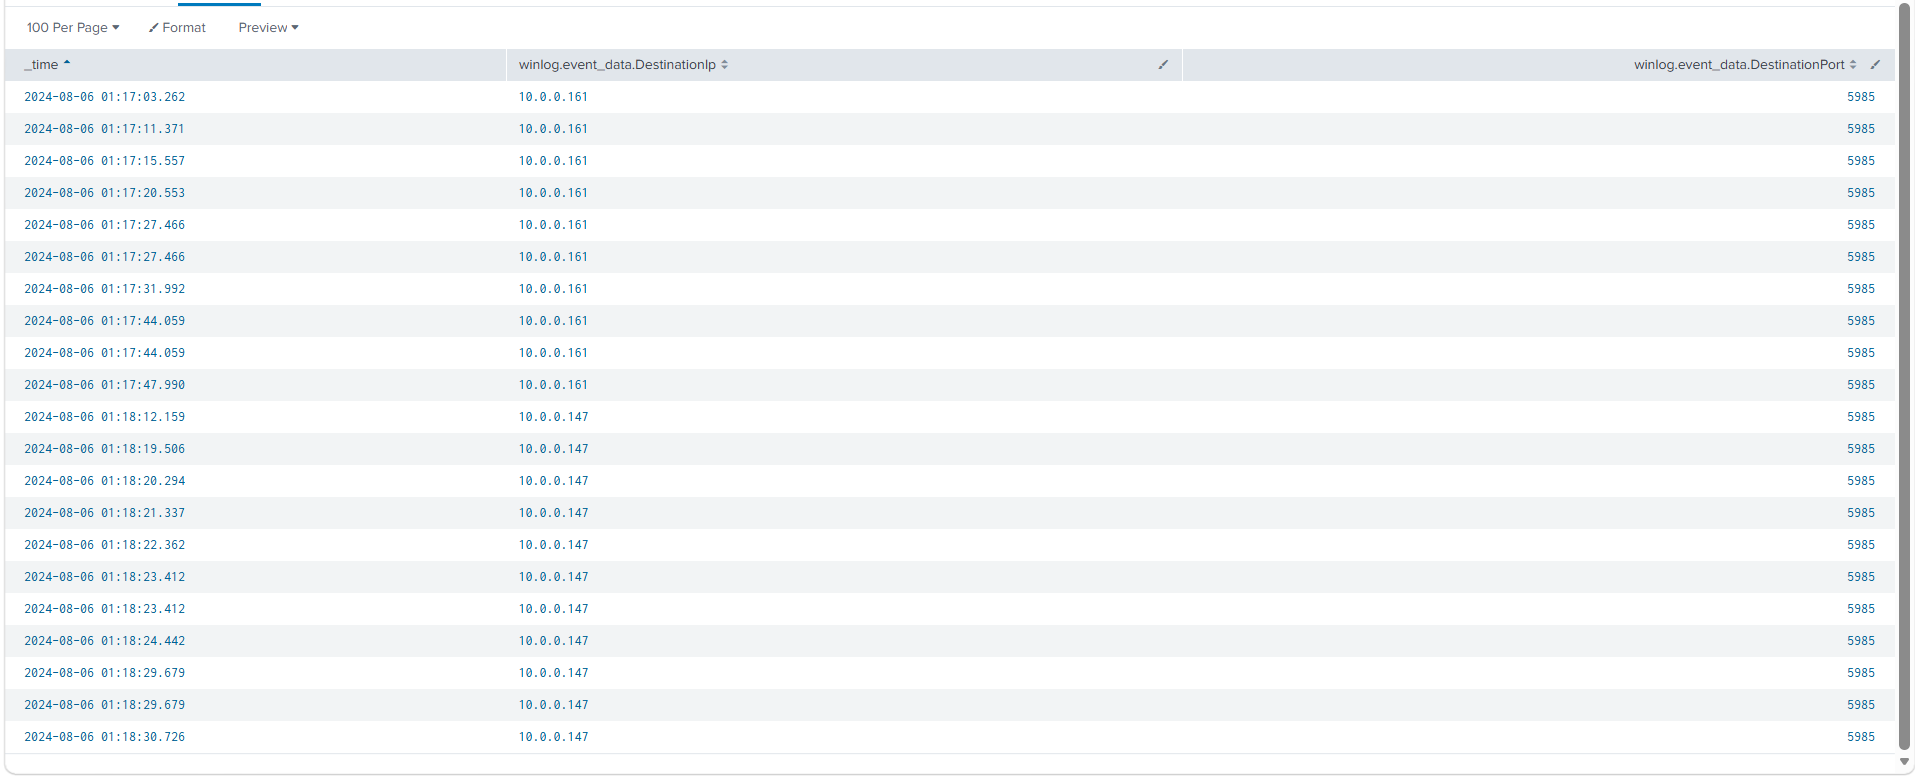 100 Per Page Format Preview
_time winlog.event_data.DestinationIp winlog.event_data.DestinationPort
2024-08-06 01:17:03.262 10.0.0.161 5985
2024-08-06 01:17:11.371 10.0.0.161 5985
2024-08-06 01:17:15.557 10.0.0.161 5985
2024-08-06 01:17:20.553 10.0.0.161 5985
2024-08-06 01:17:27.466 10.0.0.161 5985
2024-08-06 01:17:27.466 10.0.0.161 5985
2024-08-06 01:17:31.992 10.0.0.161 5985
2024-08-06 01:17:44.059 10.0.0.161 5985
2024-08-06 01:17:44.059 10.0.0.161 5985
2024-08-06 01:17:47.990 10.0.0.161 5985
2024-08-06 01:18:12.159 10.0.0.147 5985
2024-08-06 01:18:19.506 10.0.0.147 5985
2024-08-06 01:18:20.294 10.0.0.147 5985
2024-08-06 01:18:21.337 10.0.0.147 5985
2024-08-06 01:18:22.362 10.0.0.147 5985
2024-08-06 01:18:23.412 10.0.0.147 5985
2024-08-06 01:18:23.412 10.0.0.147 5985
2024-08-06 01:18:24.442 10.0.0.147 5985
2024-08-06 01:18:29.679 10.0.0.147 5985
2024-08-06 01:18:29.679 10.0.0.147 5985
2024-08-06 01:18:30.726 10.0.0.147 5985